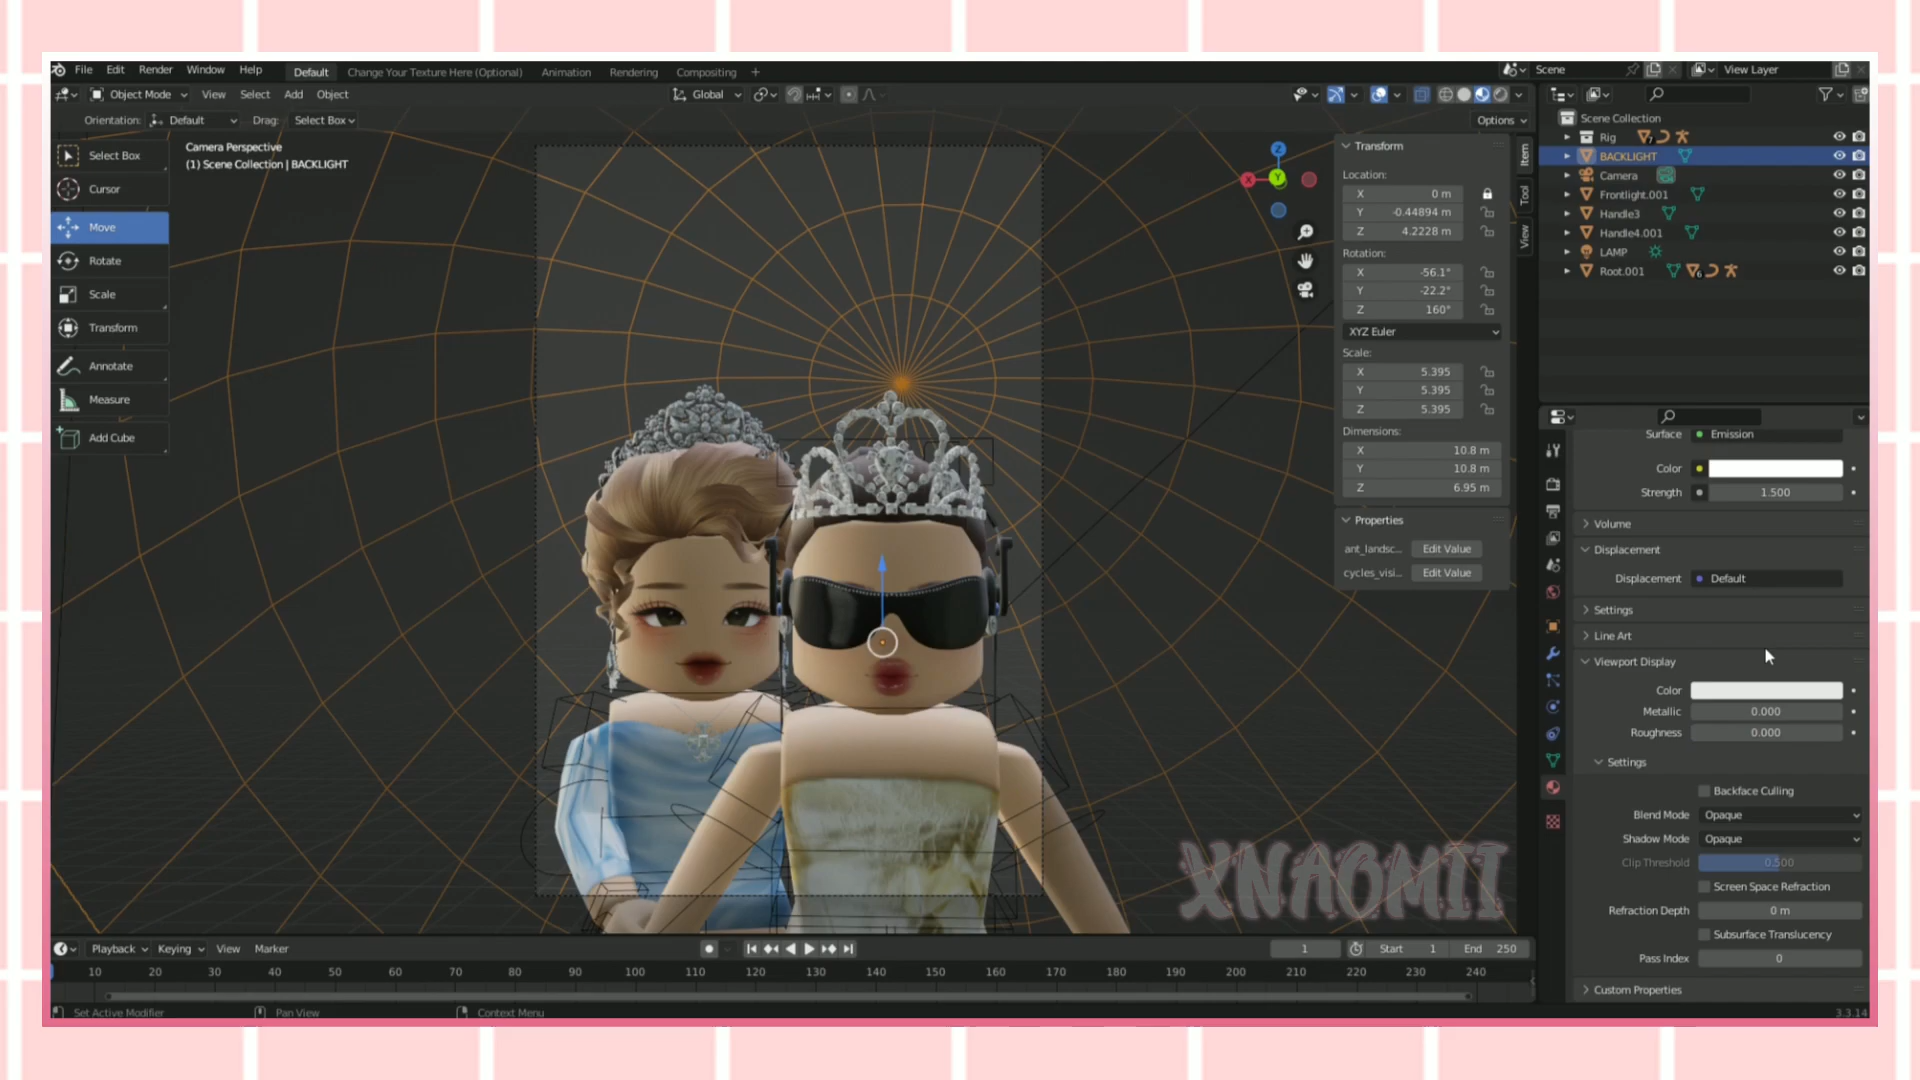 File Edit Render Window Help Default Change Your Texture Here (Optional) Animation Rendering Compositing + Scene View Layer
Object Mode View Select Add Object Global
Orientation: Default Drag: Select Box Options
Select Box
Cursor
Move
Rotate
Scale
Transform
Annotate
Measure
Add Cube
Camera Perspective
(1) Scene Collection | BACKLIGHT
Z
X Y
Transform
Location:
X 0 m
Y -0.44894 m
Z 4.2228 m
Rotation:
X -56.1°
Y -22.2°
Z 160°
XYZ Euler
Scale:
X 5.395
Y 5.395
Z 5.395
Dimensions:
X 10.8 m
Y 10.8 m
Z 6.95 m
Properties
ant_landsc... Edit Value
cycles_visi... Edit Value
Item
Tool
View
Scene Collection
Rig
BACKLIGHT
Camera
Frontlight.001
Handle3
Handle4.001
LAMP
Root.001 6
Surface Emission
Color
Strength 1.500
Volume
Displacement
Displacement Default
Settings
Line Art
Viewport Display
Color
Metallic 0.000
Roughness 0.000
Settings
Backface Culling
Blend Mode Opaque
Shadow Mode Opaque
Clip Threshold 0.500
Screen Space Refraction
Refraction Depth 0 m
Subsurface Translucency
Pass Index 0
Custom Properties
XNAOMII
Playback Keying View Marker 1 Start 1 End 250
10 20 30 40 50 60 70 80 90 100 110 120 130 140 150 160 170 180 190 200 210 220 230 240
Set Active Modifier Pan View Context Menu 3.3.14